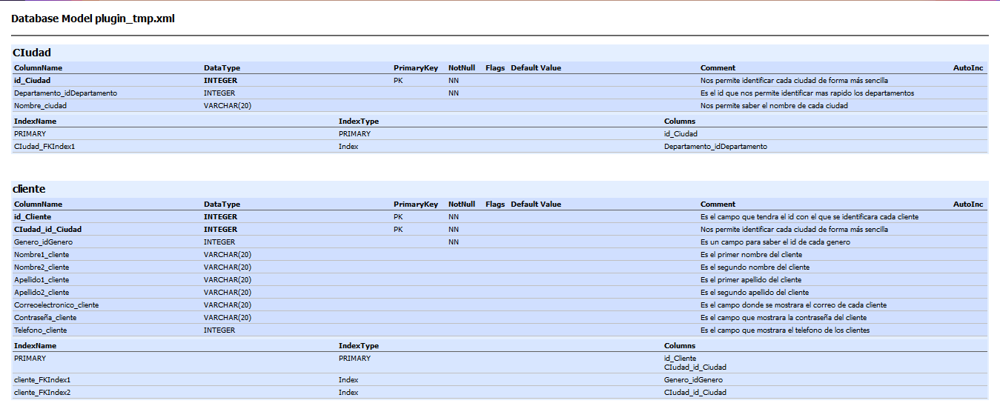 Database Model plugin_tmp.xml
CIudad
ColumnName DataType PrimaryKey NotNull Flags Default Value Comment AutoInc
id_Ciudad INTEGER PK NN Nos permite identificar cada ciudad de forma más sencilla
Departamento_idDepartamento INTEGER NN Es el id que nos permite identificar mas rapido los departamentos
Nombre_ciudad VARCHAR(20) Nos permite saber el nombre de cada ciudad
IndexName IndexType Columns
PRIMARY PRIMARY id_Ciudad
CIudad_FKIndex1 Index Departamento_idDepartamento
cliente
ColumnName DataType PrimaryKey NotNull Flags Default Value Comment AutoInc
id_Cliente INTEGER PK NN Es el campo que tendra el id con el que se identificara cada cliente
CIudad_id_Ciudad INTEGER PK NN Nos permite identificar cada ciudad de forma más sencilla
Genero_idGenero INTEGER NN Es un campo para saber el id de cada genero
Nombre1_cliente VARCHAR(20) Es el primer nombre del cliente
Nombre2_cliente VARCHAR(20) Es el segundo nombre del cliente
Apellido1_cliente VARCHAR(20) Es el primer apellido del cliente
Apellido2_cliente VARCHAR(20) Es el segundo apellido del cliente
Correoelectronico_cliente VARCHAR(20) Es el campo donde se mostrara el correo de cada cliente
Contraseña_cliente VARCHAR(20) Es el campo que mostrara la contraseña del cliente
Telefono_cliente INTEGER Es el campo que mostrara el telefono de los clientes
IndexName IndexType Columns
PRIMARY PRIMARY id_Cliente
CIudad_id_Ciudad
cliente_FKIndex1 Index Genero_idGenero
cliente_FKIndex2 Index CIudad_id_Ciudad